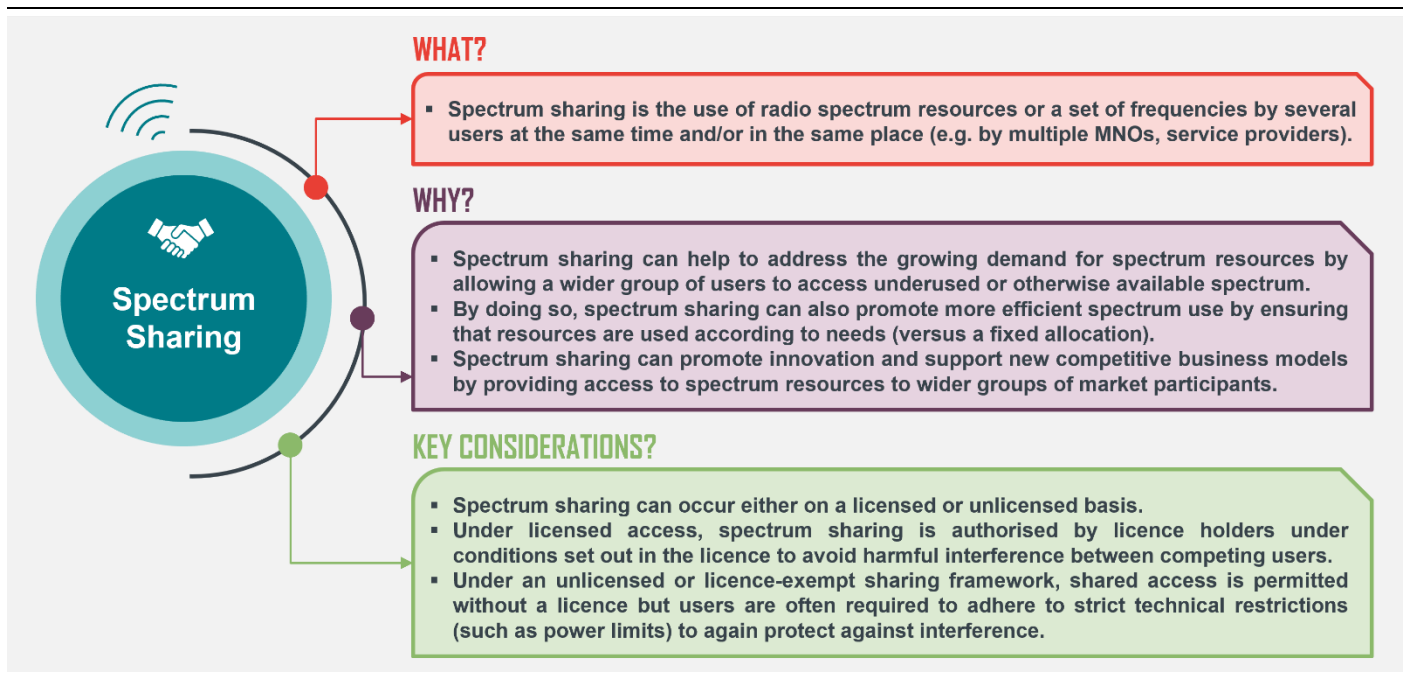 Spectrum
Sharing
WHAT?
▪ Spectrum sharing is the use of radio spectrum resources or a set of frequencies by several
users at the same time and/or in the same place (e.g. by multiple MNOs, service providers).
WHY?
▪ Spectrum sharing can help to address the growing demand for spectrum resources by
allowing a wider group of users to access underused or otherwise available spectrum.
▪ By doing so, spectrum sharing can also promote more efficient spectrum use by ensuring
that resources are used according to needs (versus a fixed allocation).
▪ Spectrum sharing can promote innovation and support new competitive business models
by providing access to spectrum resources to wider groups of market participants.
KEY CONSIDERATIONS?
▪ Spectrum sharing can occur either on a licensed or unlicensed basis.
▪ Under licensed access, spectrum sharing is authorised by licence holders under
conditions set out in the licence to avoid harmful interference between competing users.
▪ Under an unlicensed or licence-exempt sharing framework, shared access is permitted
without a licence but users are often required to adhere to strict technical restrictions
(such as power limits) to again protect against interference.